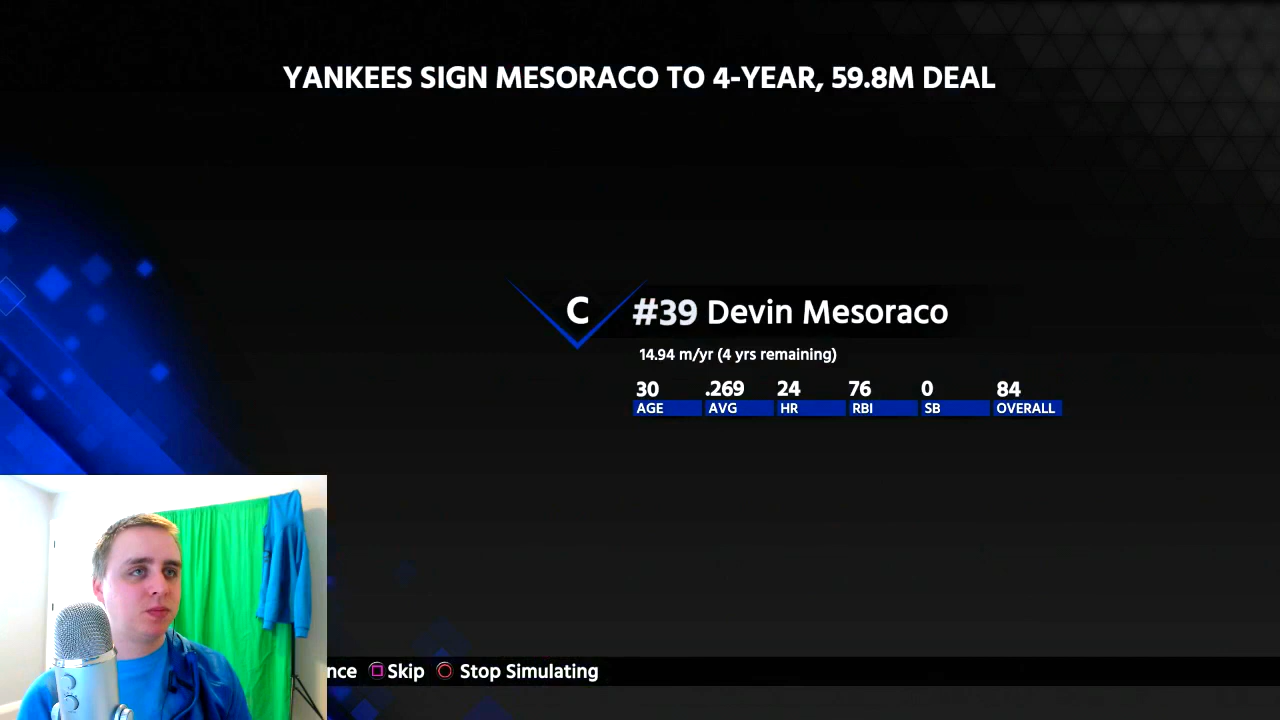 YANKEES SIGN MESORACO TO 4-YEAR, 59.8M DEAL
C #39 Devin Mesoraco
14.94 m/yr (4 yrs remaining)
30 .269 24 76 0 84
AGE AVG HR RBI SB OVERALL
nce Skip Stop Simulating